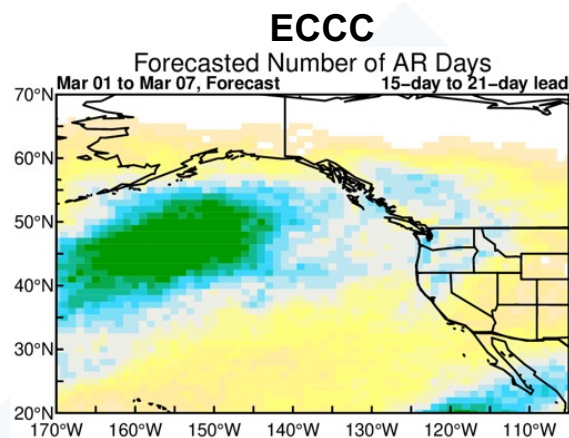 ECCC
Forecasted Number of AR Days
Mar 01 to Mar 07, Forecast 15-day to 21-day lead
70°N
60°N
50°N
40°N
30°N
20°N
170°W 160°W 150°W 140°W 130°W 120°W 110°W